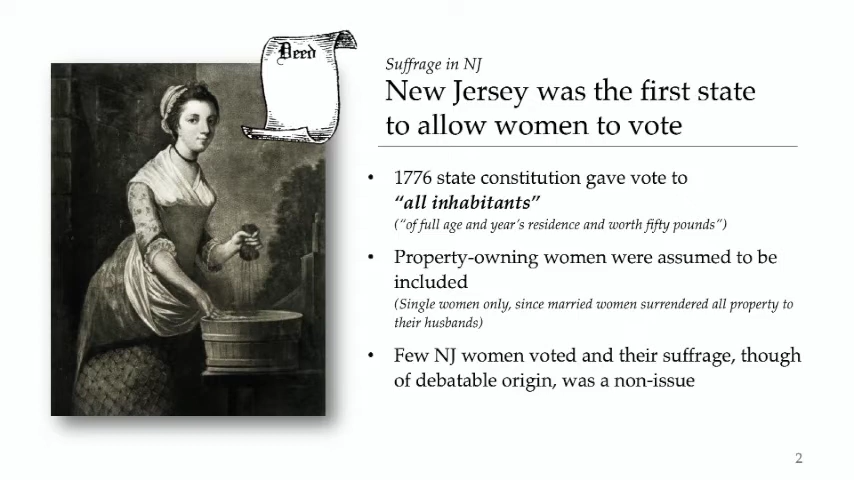 Deed
Suffrage in NJ
New Jersey was the first state
to allow women to vote
• 1776 state constitution gave vote to
“all inhabitants”
(“of full age and year’s residence and worth fifty pounds”)
• Property-owning women were assumed to be
included
(Single women only, since married women surrendered all property to
their husbands)
• Few NJ women voted and their suffrage, though
of debatable origin, was a non-issue
2